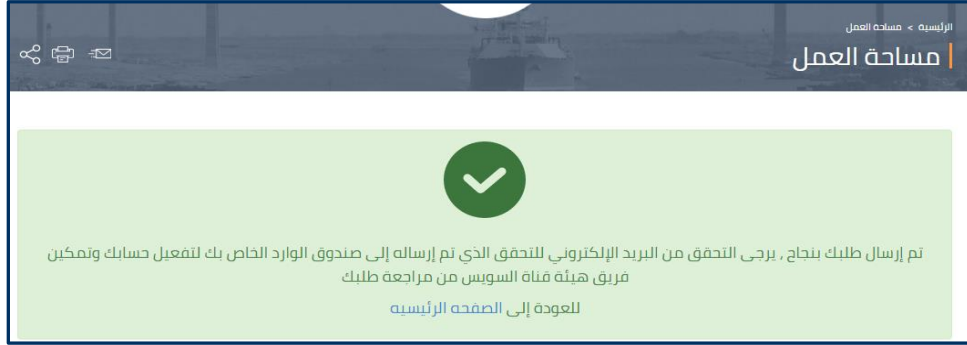 الرئيسية > مساحة العمل
مساحة العمل
تم إرسال طلبك بنجاح , يرجى التحقق من البريد الإلكتروني للتحقق الذي تم إرساله إلى صندوق الوارد الخاص بك لتفعيل حسابك وتمكين
فريق هيئة قناة السويس من مراجعة طلبك
للعودة إلى الصفحه الرئيسيه